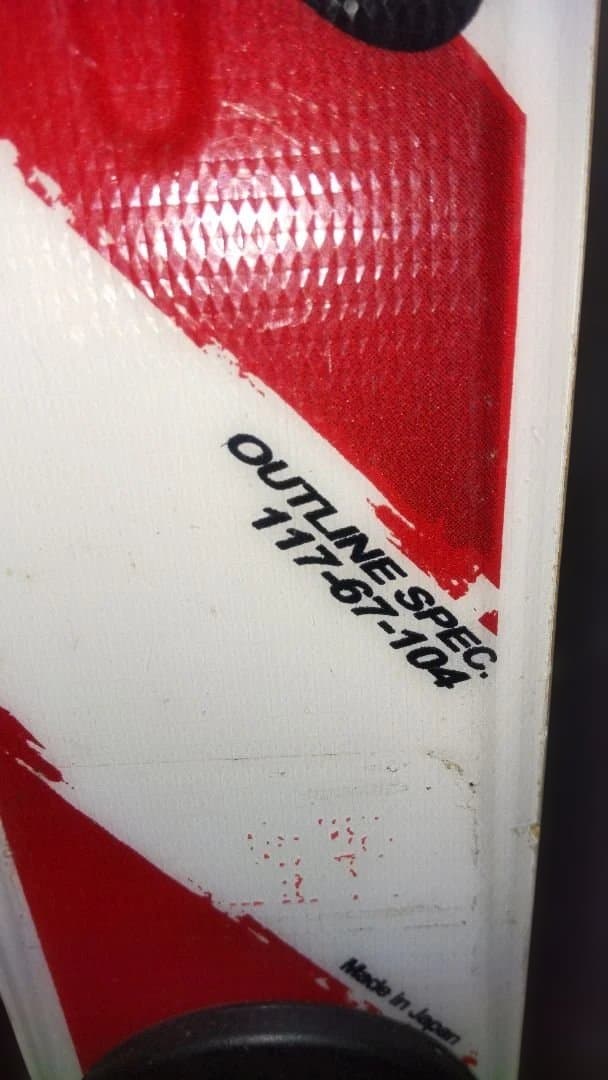 OUTLINE SPEC.
117-67-104
Made in Japan